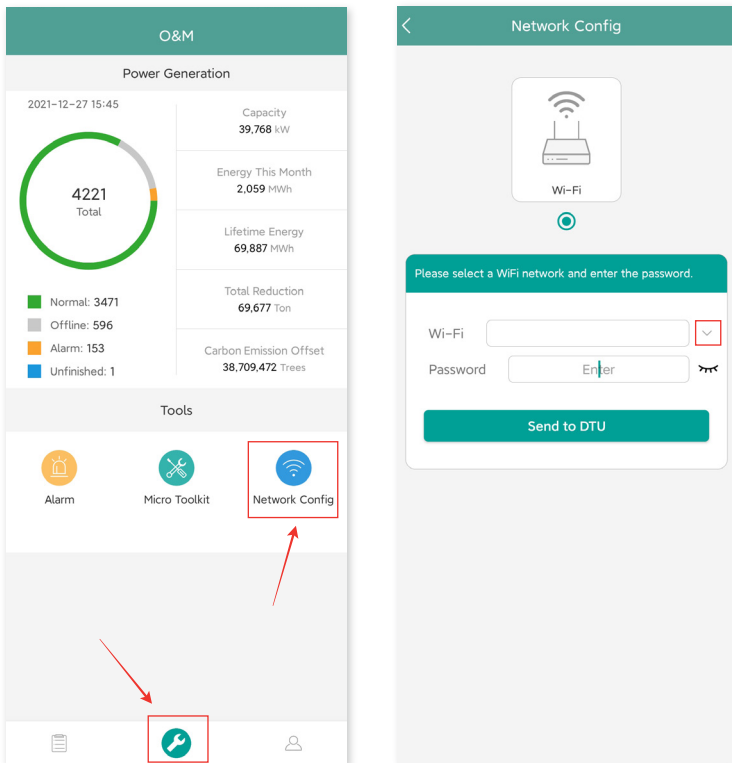 O&M
Power Generation
2021-12-27 15:45
4221
Total
Normal: 3471
Offline: 596
Alarm: 153
Unfinished: 1
Capacity
39,768 kW
Energy This Month
2,059 MWh
Lifetime Energy
69,887 MWh
Total Reduction
69,677 Ton
Carbon Emission Offset
38,709,472 Trees
Tools
Alarm
Micro Toolkit
Network Config
Network Config
Wi-Fi
Please select a WiFi network and enter the password.
Wi-Fi
Password
Enter
Send to DTU